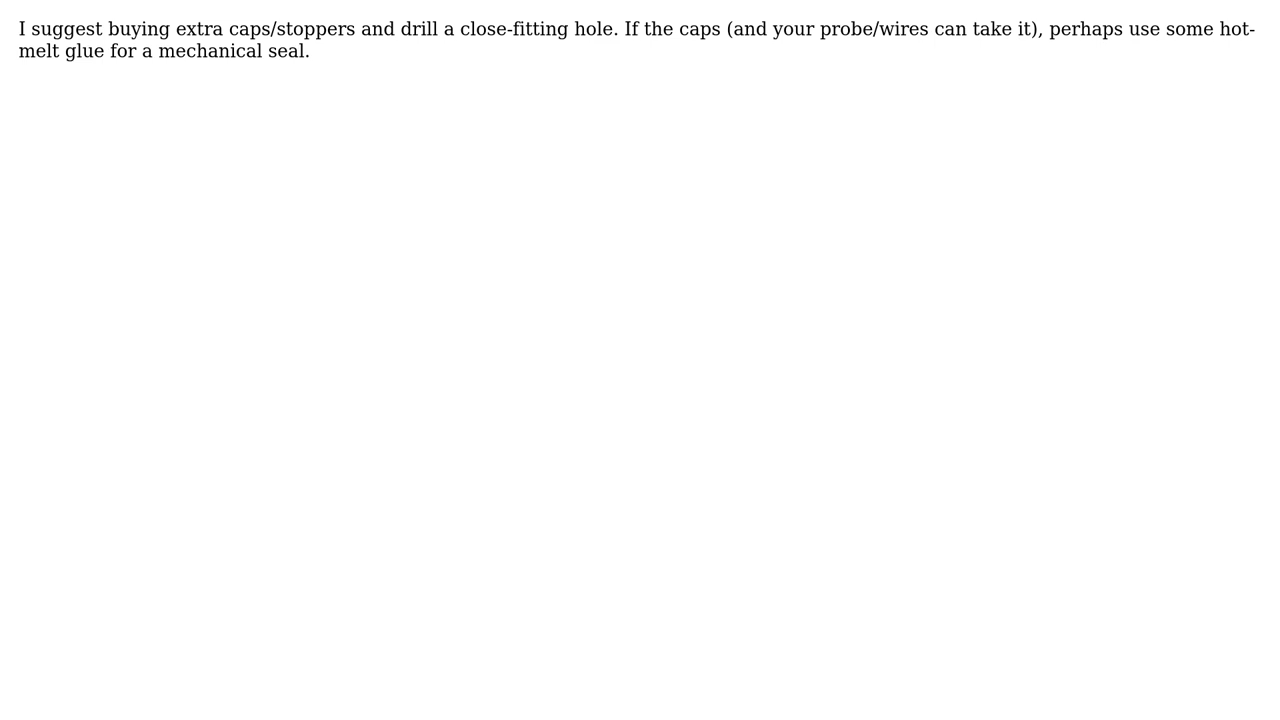 I suggest buying extra caps/stoppers and drill a close-fitting hole. If the caps (and your probe/wires can take it), perhaps use some hot-
melt glue for a mechanical seal.